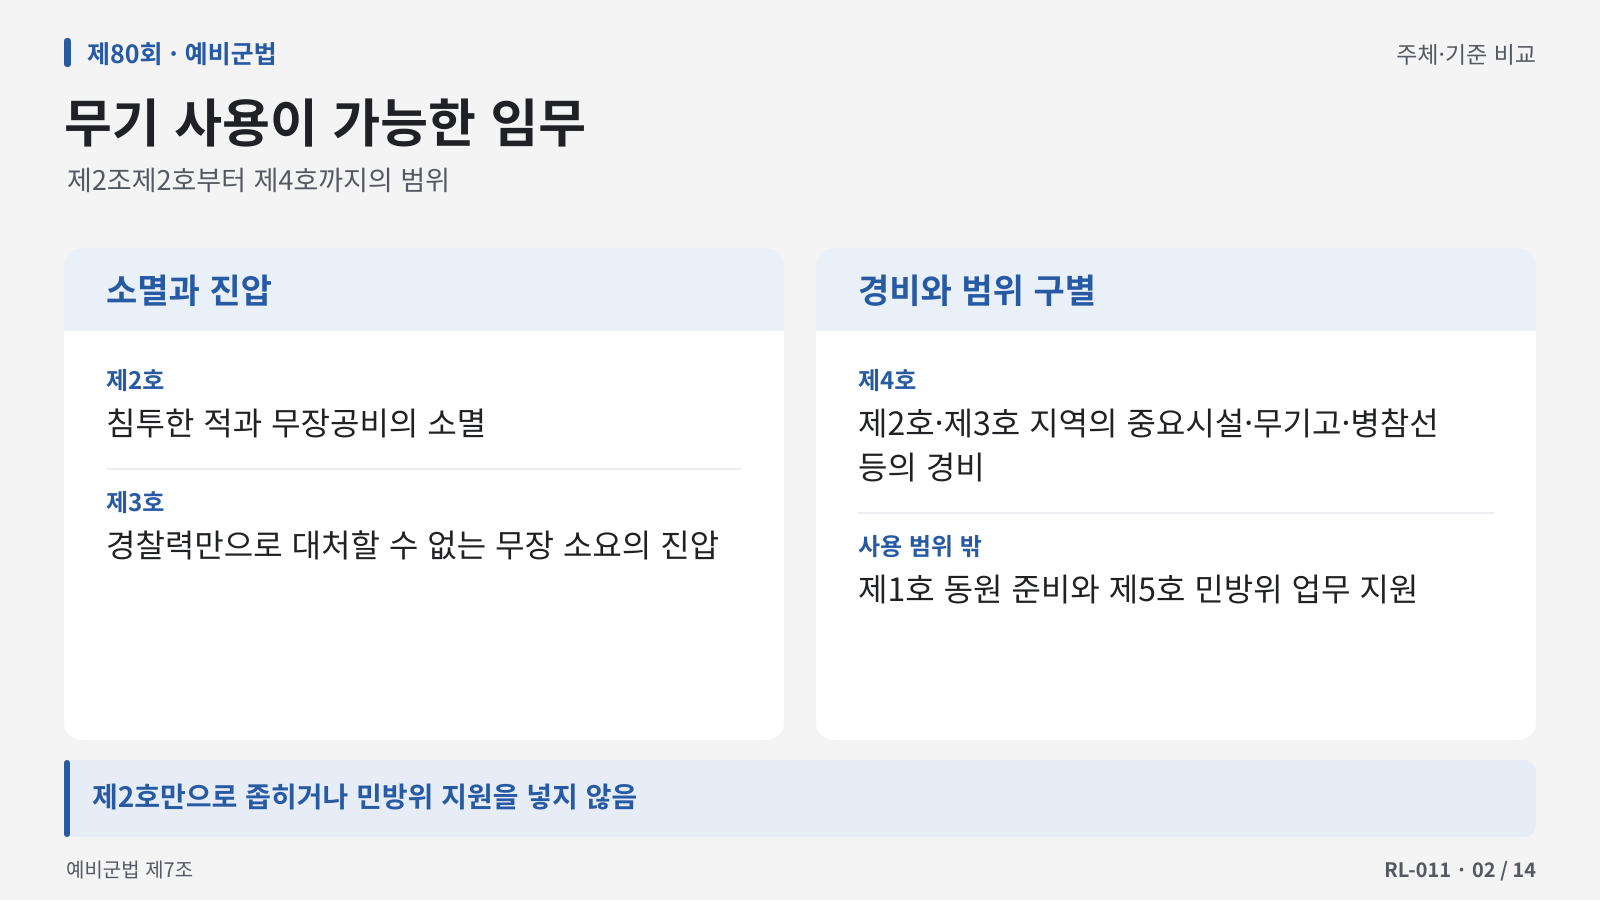 제80회 · 예비군법
주체·기준 비교
무기 사용이 가능한 임무
제2조제2호부터 제4호까지의 범위
소멸과 진압
제2호
침투한 적과 무장공비의 소멸
제3호
경찰력만으로 대처할 수 없는 무장 소요의 진압
경비와 범위 구별
제4호
제2호·제3호 지역의 중요시설·무기고·병참선
등의 경비
사용 범위 밖
제1호 동원 준비와 제5호 민방위 업무 지원
제2호만으로 좁히거나 민방위 지원을 넣지 않음
예비군법 제7조
RL-011 · 02 / 14